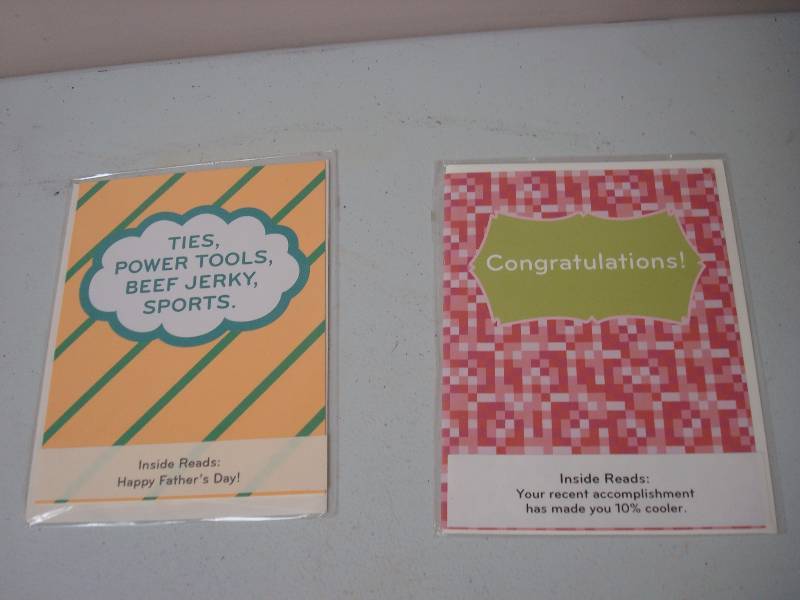 TIES,
POWER TOOLS,
BEEF JERKY,
SPORTS.
Inside Reads:
Happy Father's Day!
Congratulations!
Inside Reads:
Your recent accomplishment
has made you 10% cooler.